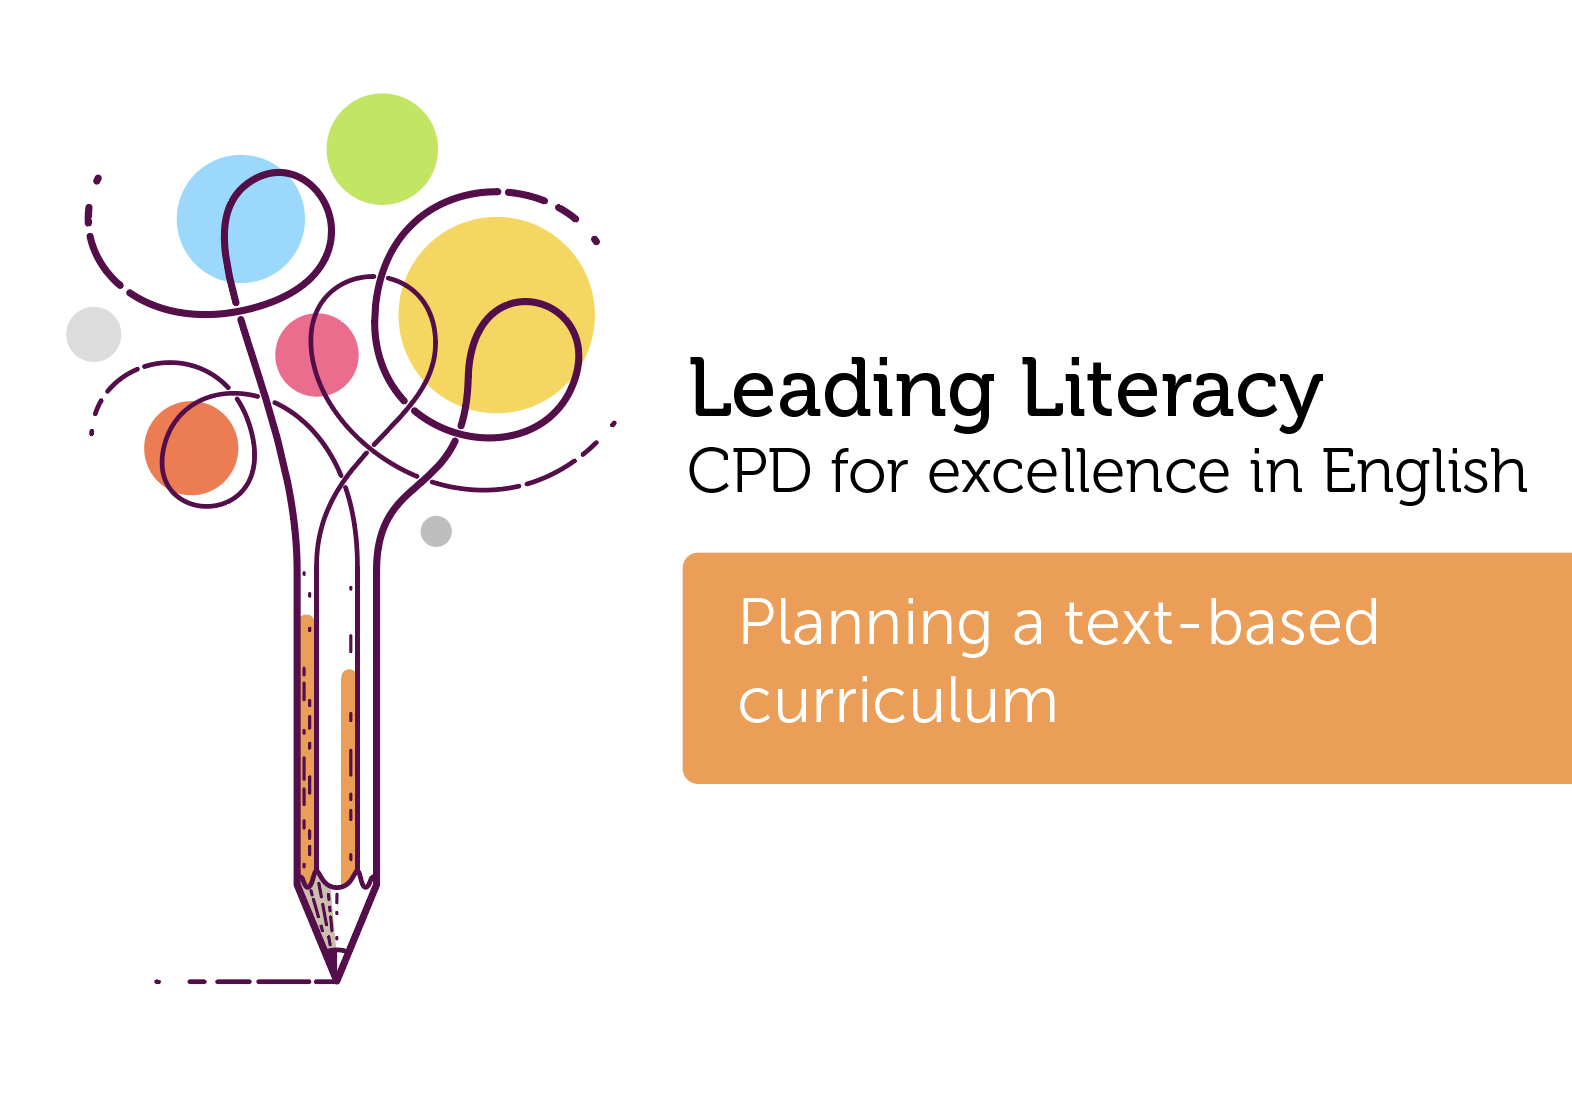 Leading Literacy
CPD for excellence in English
Planning a text-based
curriculum